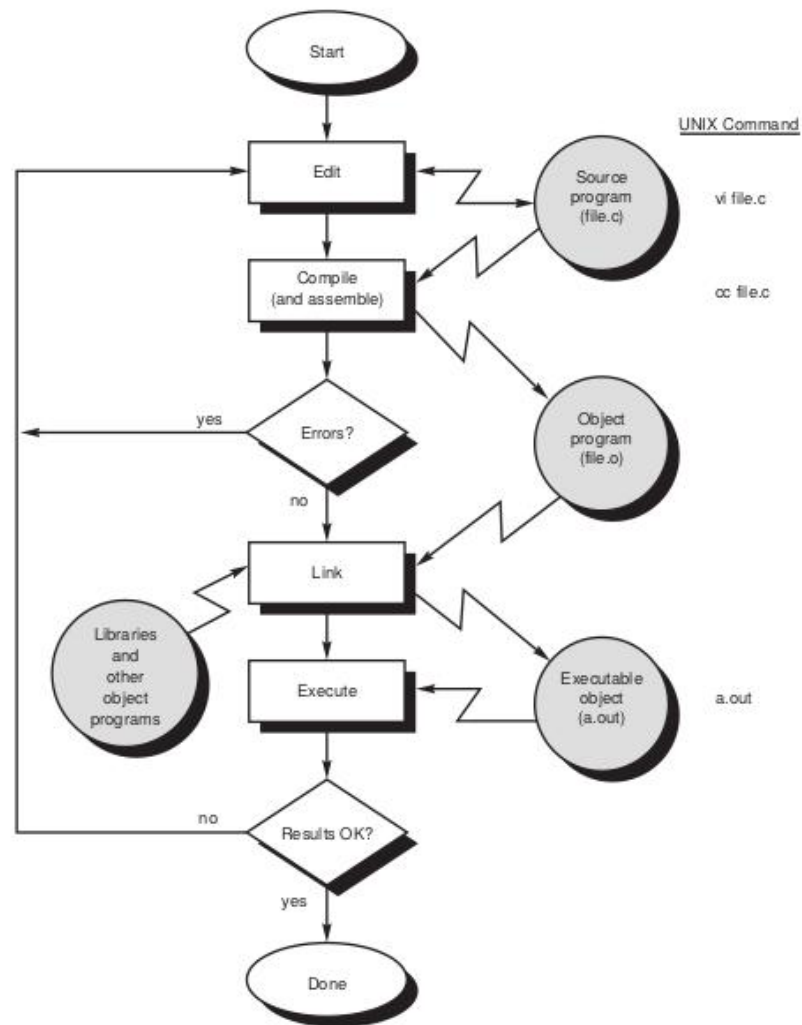 Start
UNIX Command
Edit
Source
program
(file.c)
vi file.c
Compile
(and assemble)
cc file.c
yes
Errors?
Object
program
(file.o)
no
Link
Libraries
and
other
object
programs
Execute
Executable
object
(a.out)
a.out
no
Results OK?
yes
Done